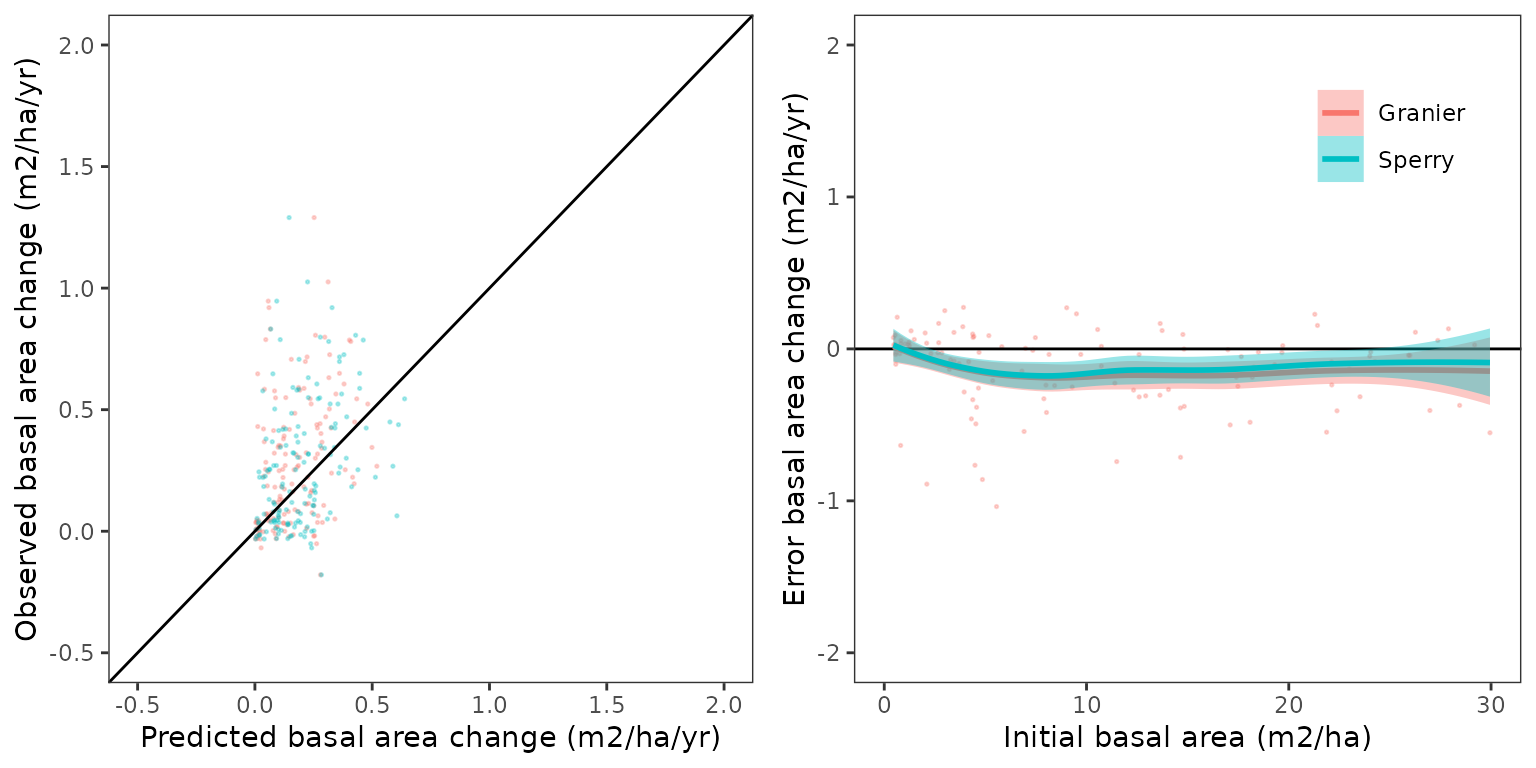 Observed basal area change (m2/ha/yr)
2.0
1.5
1.0
0.5
0.0
-0.5
-0.5 0.0 0.5 1.0 1.5 2.0
Predicted basal area change (m2/ha/yr)
Error basal area change (m2/ha/yr)
2
1
0
-1
-2
Granier
Sperry
0 10 20 30
Initial basal area (m2/ha)